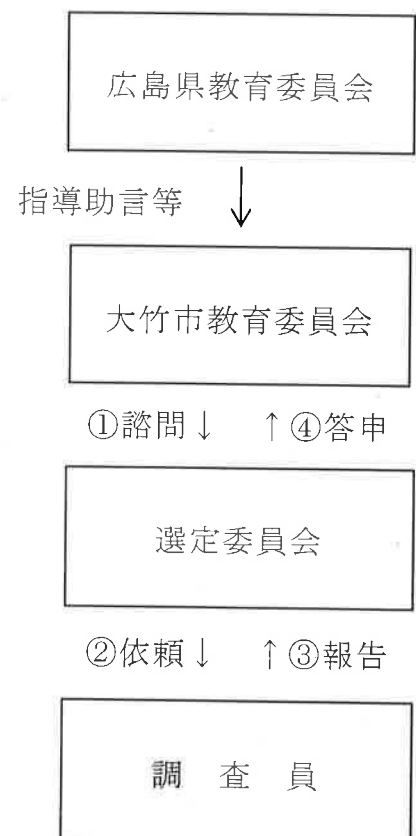 広島県教育委員会
指導助言等 ↓
大竹市教育委員会
①諮問↓ ↑④答申
選定委員会
②依頼↓ ↑③報告
調 査 員